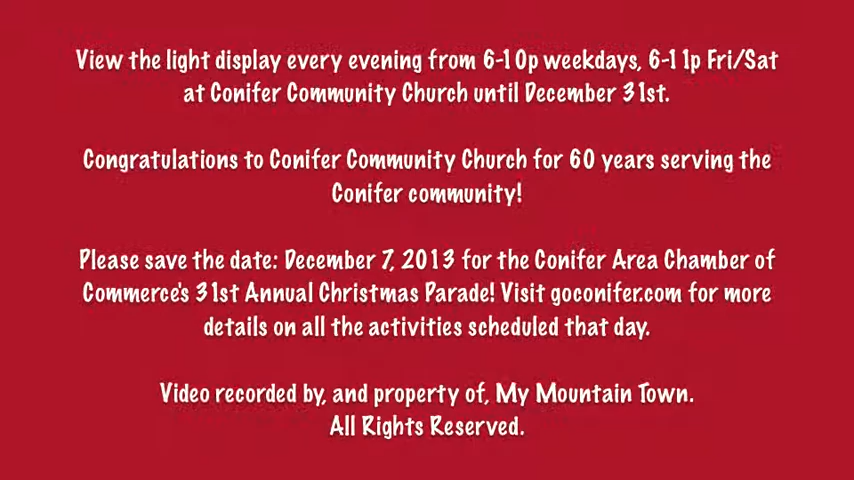 View the light display every evening from 6-10p weekdays, 6-11p Fri/Sat
at Conifer Community Church until December 31st.
Congratulations to Conifer Community Church for 60 years serving the
Conifer community!
Please save the date: December 7, 2013 for the Conifer Area Chamber of
Commerce's 31st Annual Christmas Parade! Visit goconifer.com for more
details on all the activities scheduled that day.
Video recorded by, and property of, My Mountain Town.
All Rights Reserved.